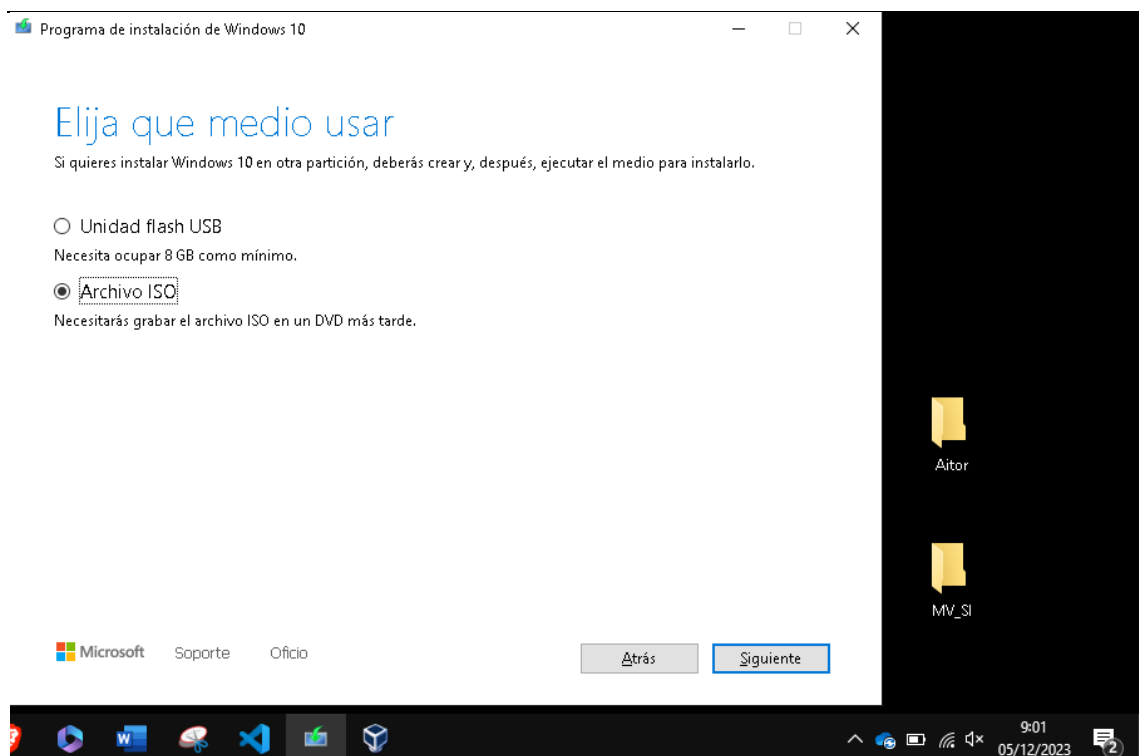 Programa de instalación de Windows 10
Elija que medio usar
Si quieres instalar Windows 10 en otra partición, deberás crear y, después, ejecutar el medio para instalarlo.
Unidad flash USB
Necesita ocupar 8 GB como mínimo.
Archivo ISO
Necesitarás grabar el archivo ISO en un DVD más tarde.
Aitor
MV_SI
Microsoft Soporte Oficio Atrás Siguiente
W
9:01
05/12/2023
2